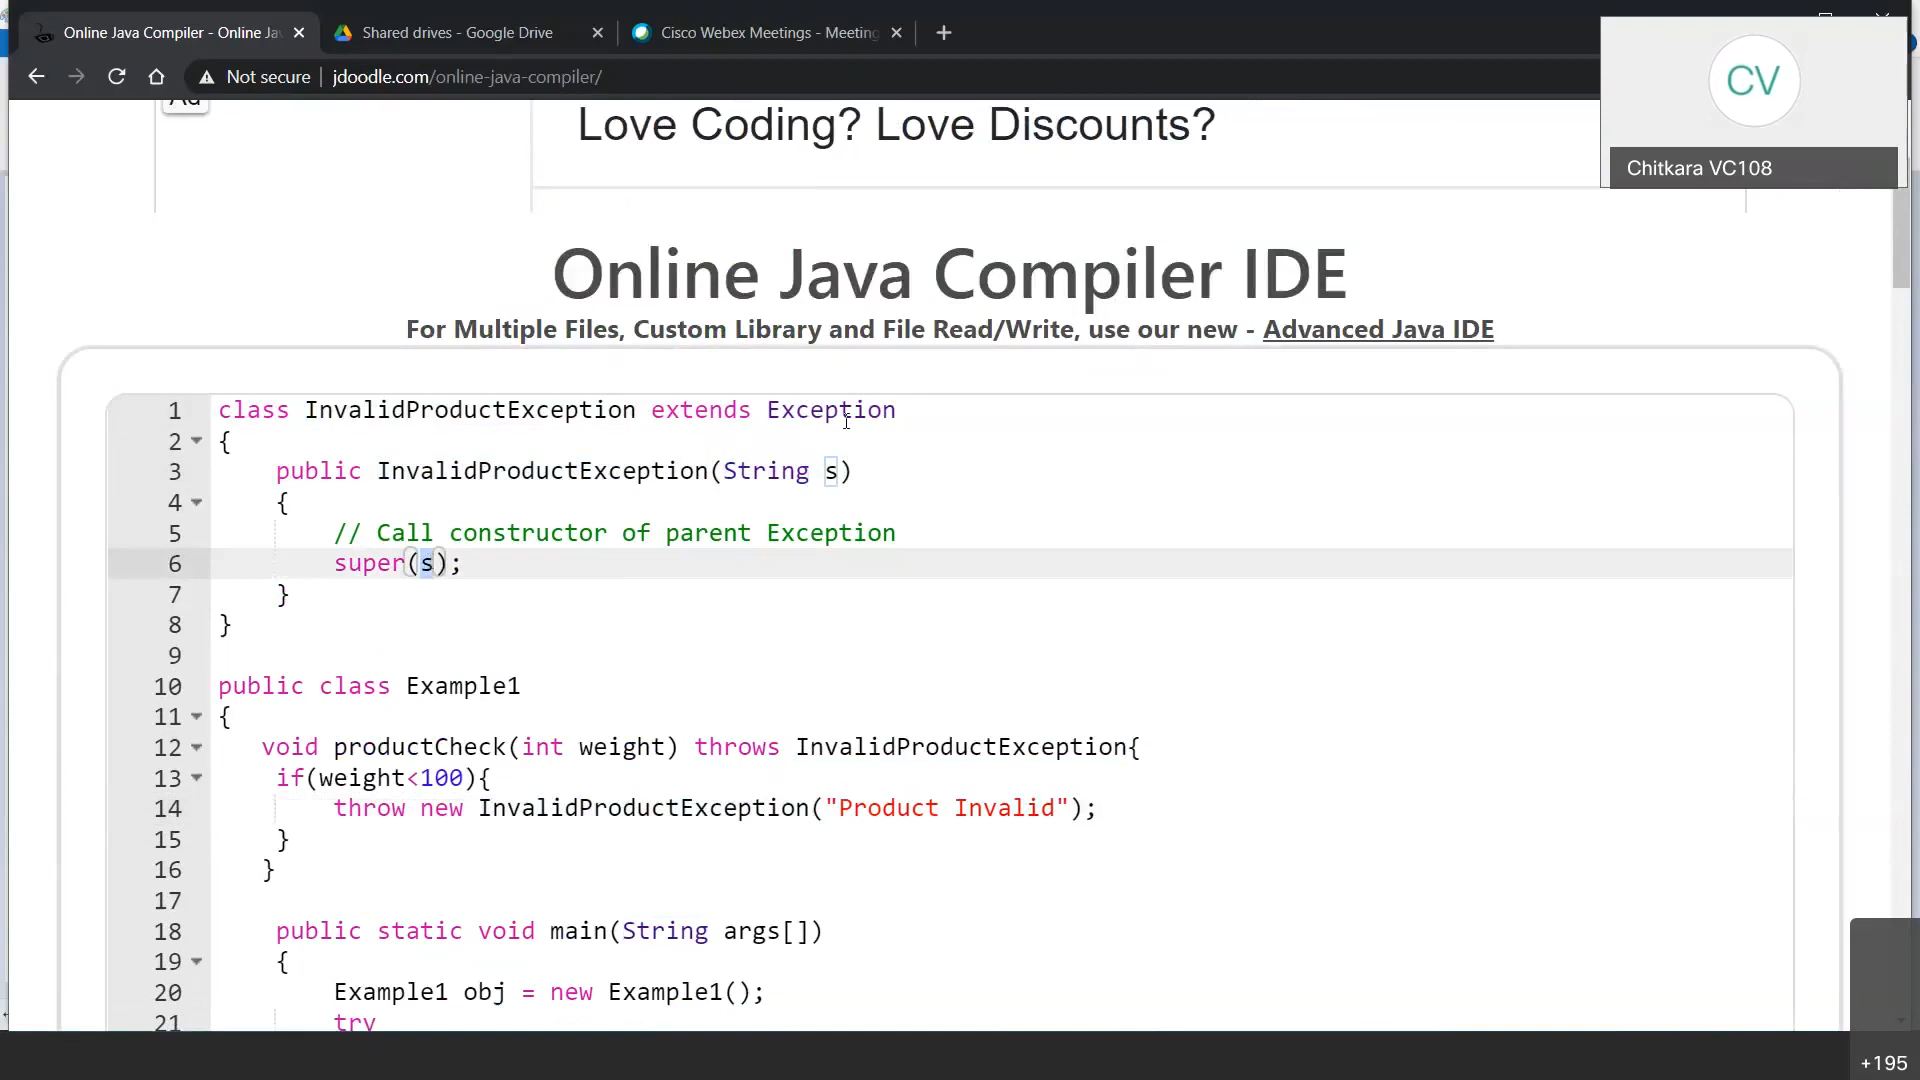 Online Java Compiler - Online Ja
Shared drives - Google Drive
Cisco Webex Meetings - Meeting
Not secure | jdoodle.com/online-java-compiler/
Ad
Love Coding? Love Discounts?
CV
Chitkara VC108
Online Java Compiler IDE
For Multiple Files, Custom Library and File Read/Write, use our new - Advanced Java IDE
1 class InvalidProductException extends Exception
2 {
3 public InvalidProductException(String s)
4 {
5 // Call constructor of parent Exception
6 super(s);
7 }
8 }
9
10 public class Example1
11 {
12 void productCheck(int weight) throws InvalidProductException{
13 if(weight<100){
14 throw new InvalidProductException("Product Invalid");
15 }
16 }
17
18 public static void main(String args[])
19 {
20 Example1 obj = new Example1();
21 try
+195